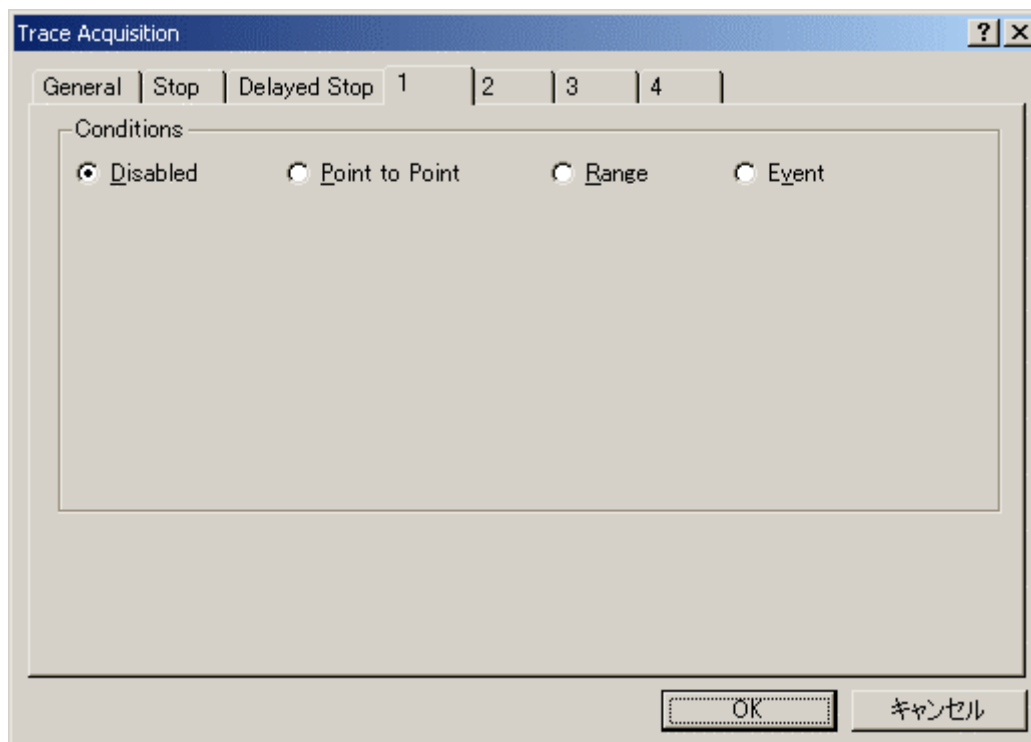 Trace Acquisition
General Stop Delayed Stop 1 2 3 4
Conditions
Disabled Point to Point Range Event
OK キャンセル